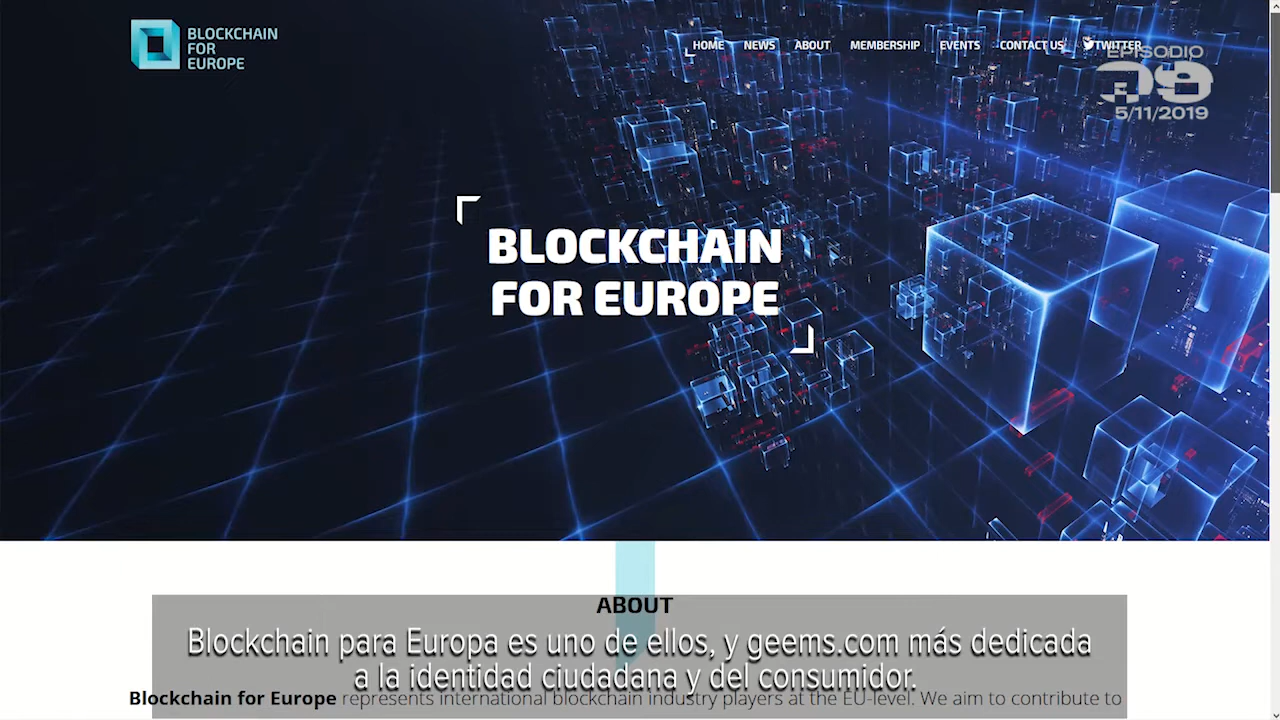 BLOCKCHAIN
FOR
EUROPE
HOME NEWS ABOUT MEMBERSHIP EVENTS CONTACT US TWITTER
EPISODIO
39
5/11/2019
BLOCKCHAIN
FOR EUROPE
ABOUT
Blockchain para Europa es uno de ellos, y geems.com más dedicada
a la identidad ciudadana y del consumidor.
Blockchain for Europe represents international blockchain industry players at the EU-level. We aim to contribute to